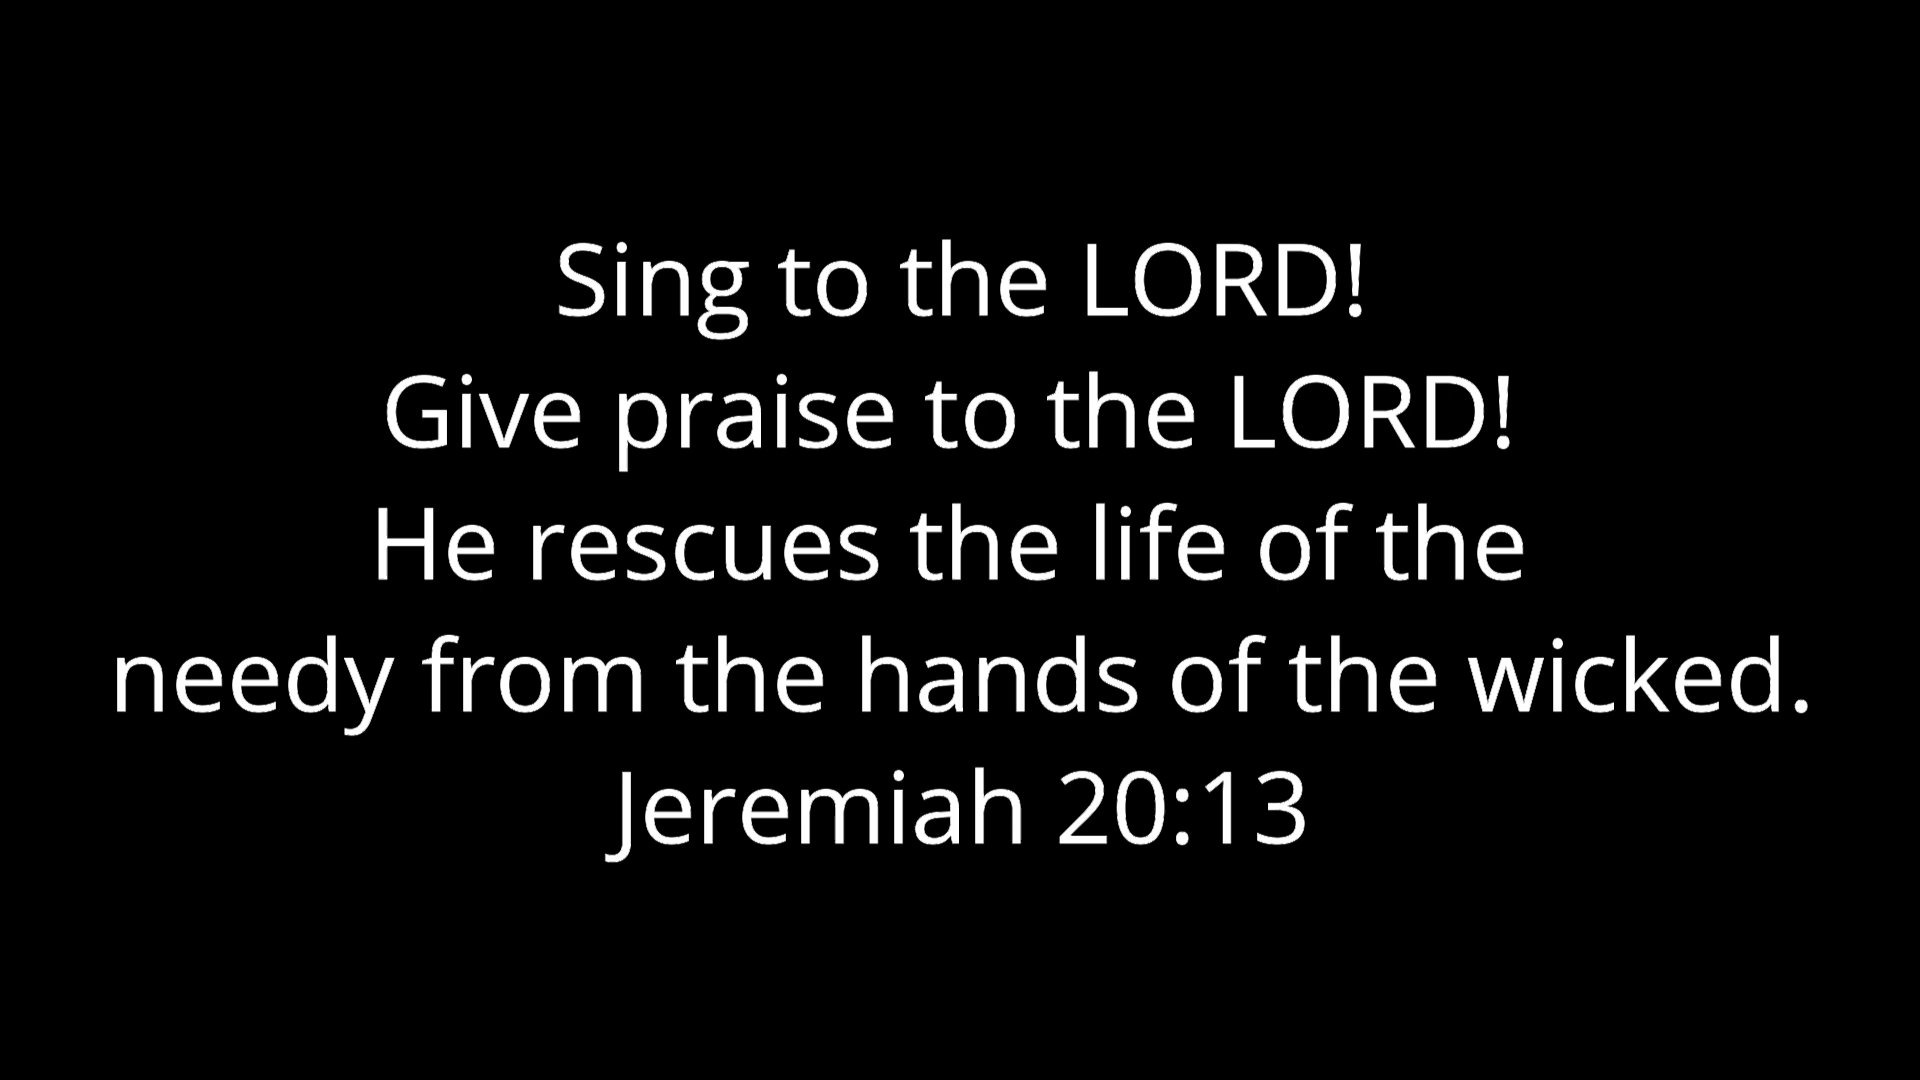 Sing to the LORD!
Give praise to the LORD!
He rescues the life of the
needy from the hands of the wicked.
Jeremiah 20:13